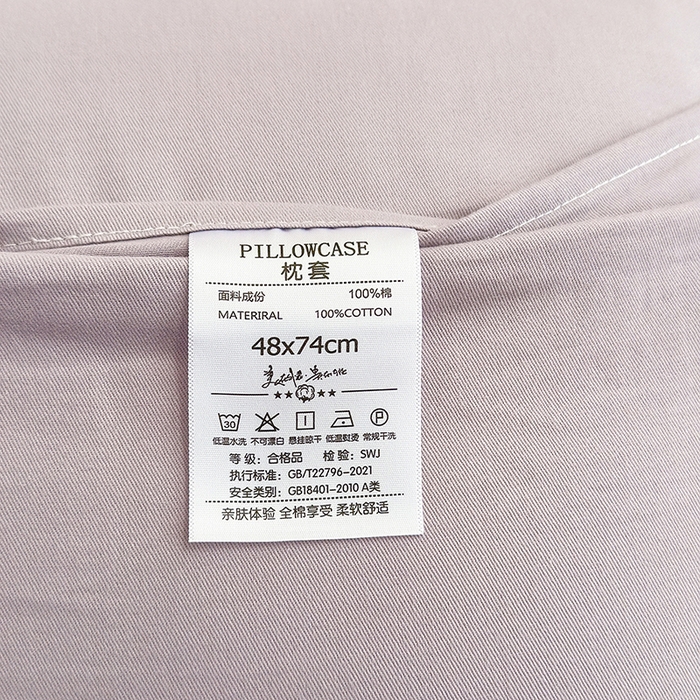 PILLOWCASE
枕套
面料成份 100%棉
MATERIRAL 100%COTTON
48x74cm
30
低温水洗 不可漂白 悬挂晾干 低温熨烫 常规干洗
等 级：合格品 检 验：SWJ
执行标准：GB/T22796-2021
安全类别：GB18401-2010 A类
亲肤体验 全棉享受 柔软舒适